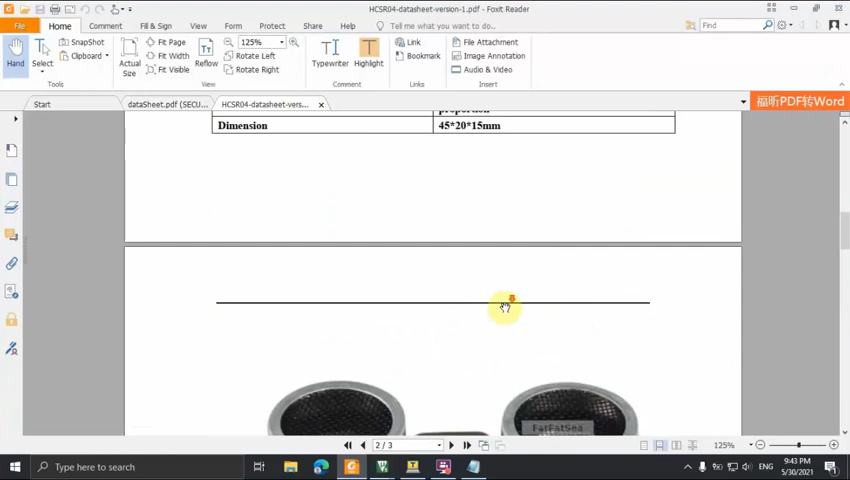 HCSR04-datasheet-version-1.pdf - Foxit Reader
File
Home
Comment
Fill & Sign
View
Form
Protect
Share
Help
Tell me what you want to do..
Find
Hand
Select
SnapShot
Clipboard
Actual
Size
Fit Page
Fit Width
Fit Visible
Reflow
125%
Rotate Left
Rotate Right
Typewriter
Highlight
Link
Bookmark
File Attachment
Image Annotation
Audio & Video
Tools
View
Comment
Links
Insert
Start
dataSheet.pdf (SECU...
HCSR04-datasheet-vers...
福昕PDF转Word
proportion
Dimension
45*20*15mm
FatFatSea
2 / 3
125%
Type here to search
ENG
9:43 PM
5/30/2021